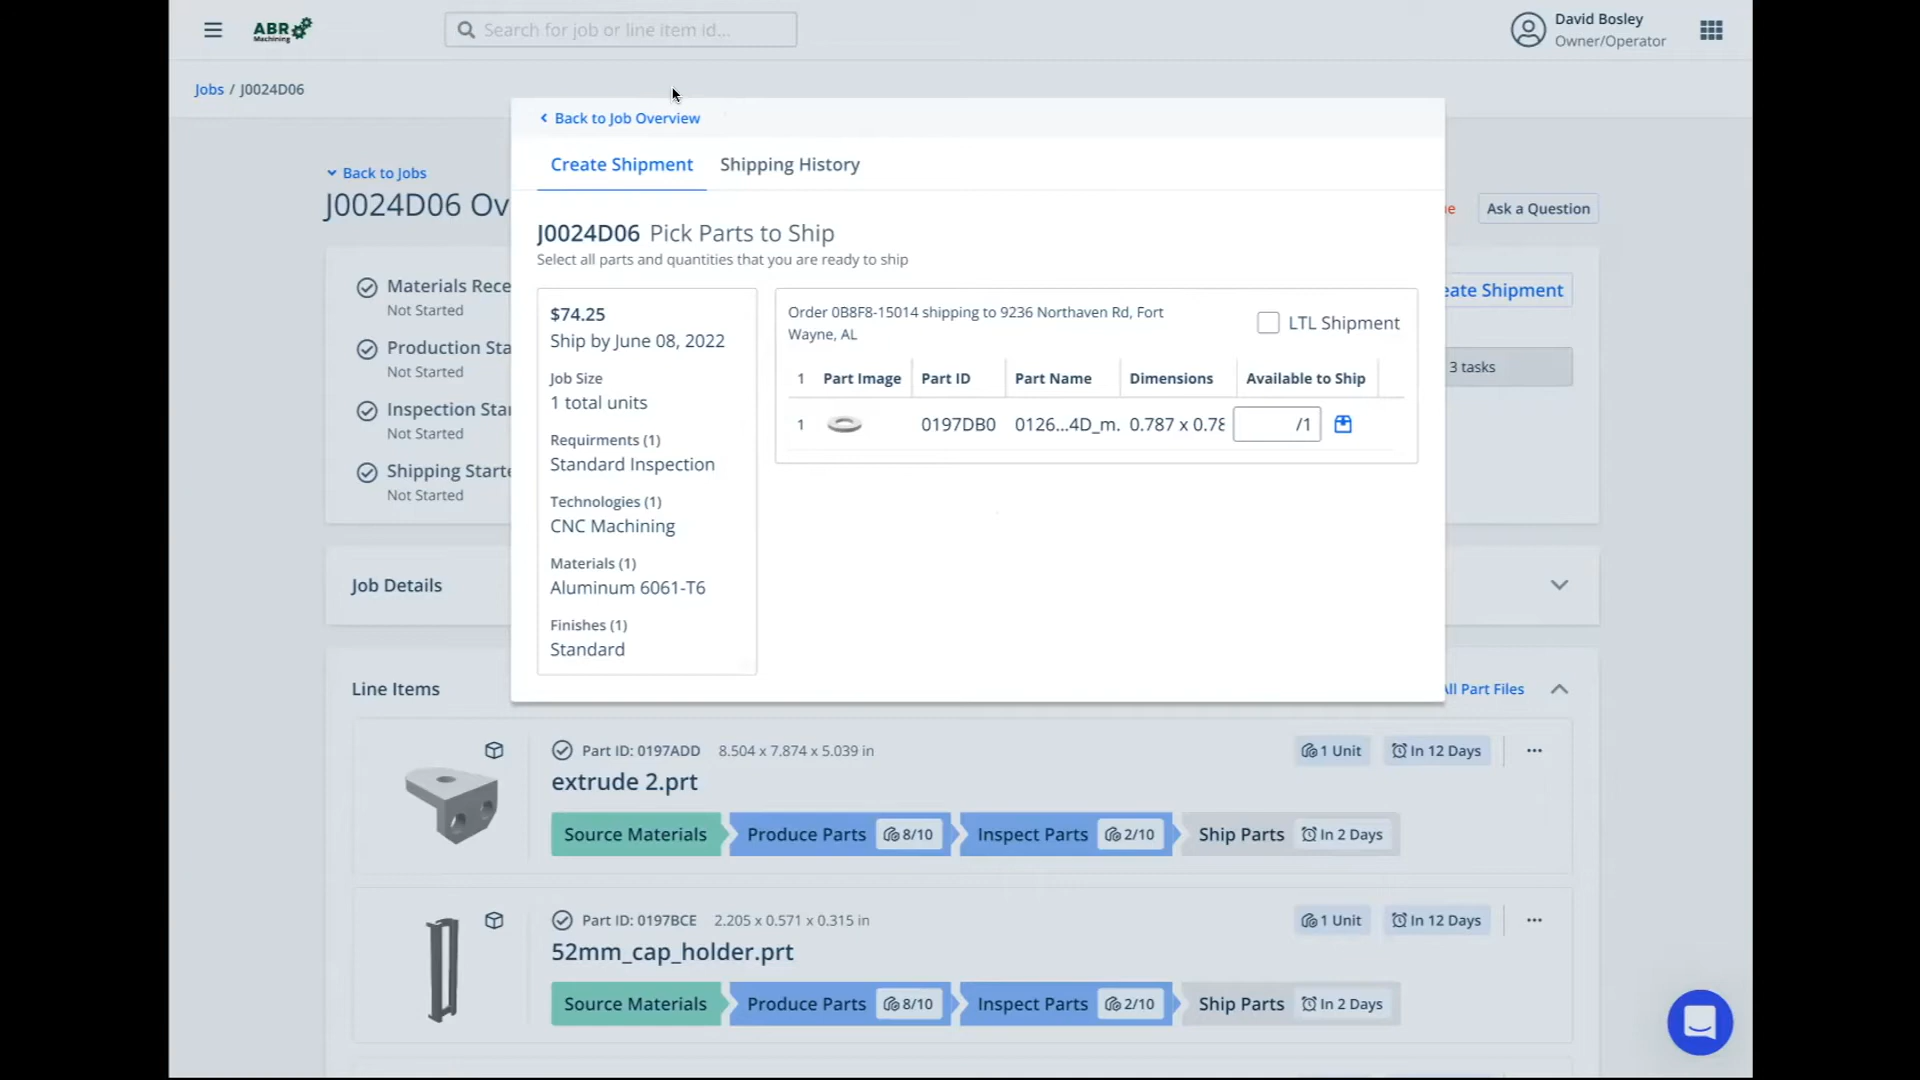 ABR
Machining
Search for job or line item id...
David Bosley
Owner/Operator
Jobs / J0024D06
Back to Job Overview
Create Shipment
Shipping History
Back to Jobs
J0024D06 Ov
Ask a Question
J0024D06 Pick Parts to Ship
Select all parts and quantities that you are ready to ship
Materials Rece
Not Started
Production Sta
Not Started
Inspection Star
Not Started
Shipping Starte
Not Started
$74.25
Ship by June 08, 2022
Job Size
1 total units
Requirments (1)
Standard Inspection
Technologies (1)
CNC Machining
Materials (1)
Aluminum 6061-T6
Finishes (1)
Standard
Order 0B8F8-15014 shipping to 9236 Northaven Rd, Fort
Wayne, AL
LTL Shipment
1 Part Image Part ID Part Name Dimensions Available to Ship
1 0197DB0 0126...4D_m. 0.787 x 0.78 /1
eate Shipment
3 tasks
Job Details
Line Items
All Part Files
Part ID: 0197ADD 8.504 x 7.874 x 5.039 in
1 Unit
In 12 Days
extrude 2.prt
Source Materials
Produce Parts 8/10
Inspect Parts 2/10
Ship Parts In 2 Days
Part ID: 0197BCE 2.205 x 0.571 x 0.315 in
1 Unit
In 12 Days
52mm_cap_holder.prt
Source Materials
Produce Parts 8/10
Inspect Parts 2/10
Ship Parts In 2 Days